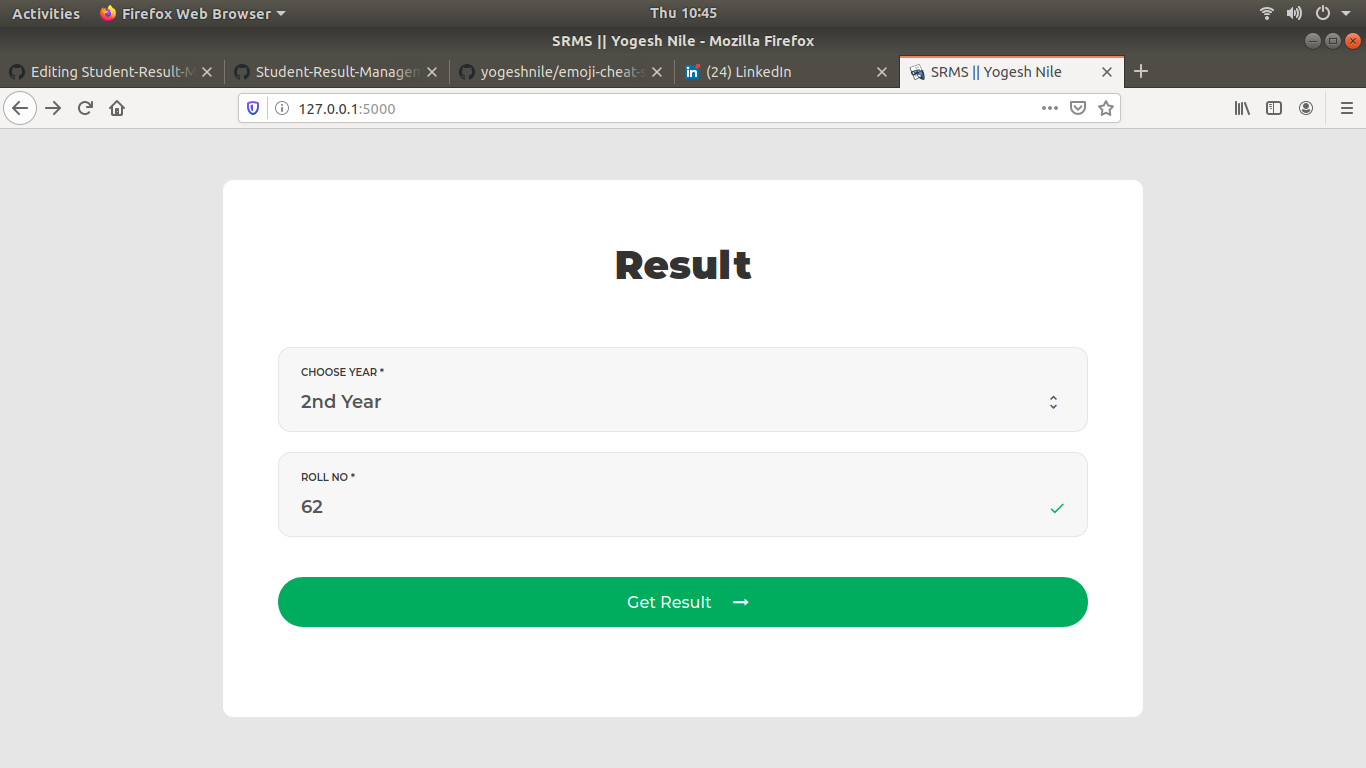 Activities Firefox Web Browser Thu 10:45
SRMS || Yogesh Nile - Mozilla Firefox
Editing Student-Result-M Student-Result-Managen yogeshnile/emoji-cheat-s in (24) LinkedIn SRMS || Yogesh Nile
127.0.0.1:5000
Result
CHOOSE YEAR *
2nd Year
ROLL NO *
62
Get Result